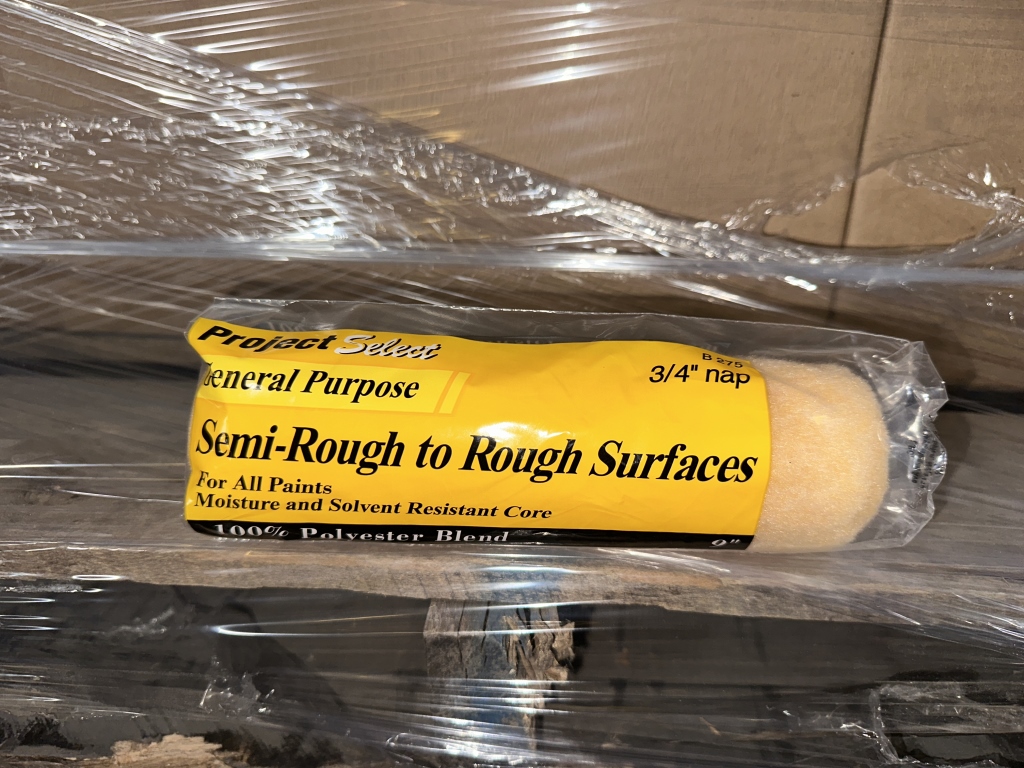 Project Select
General Purpose
B 275
3/4" nap
Semi-Rough to Rough Surfaces
For All Paints
Moisture and Solvent Resistant Core
100% Polyester Blend
9"